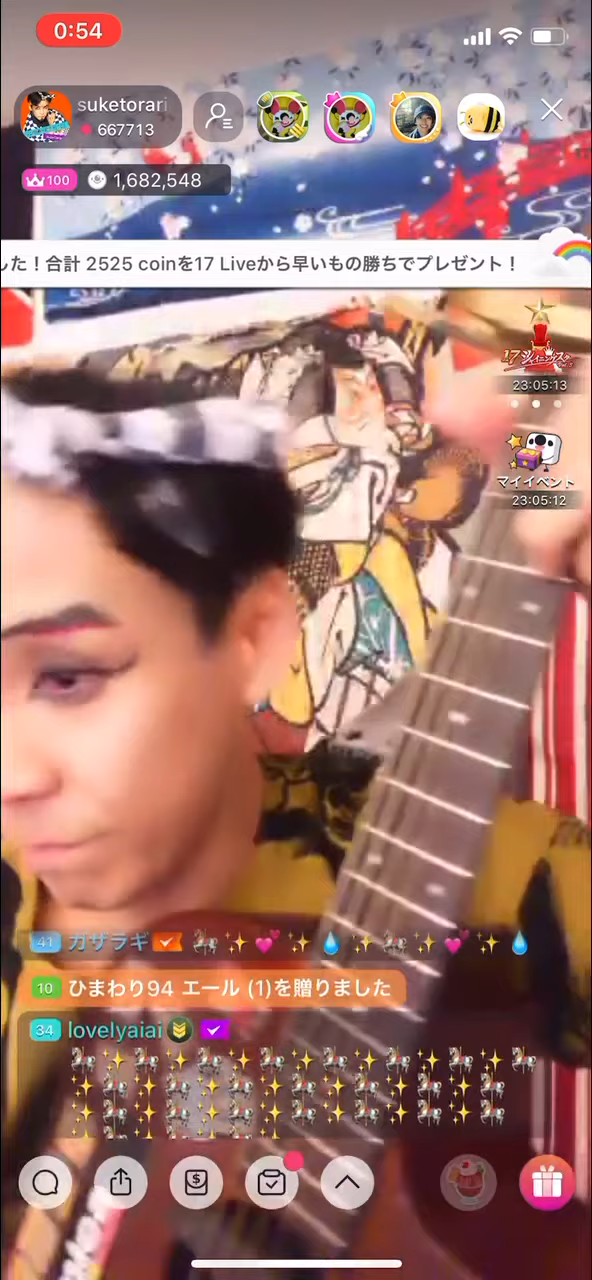 0:54
suketorari
667713
100
1,682,548
した！合計 2525 coinを17 Liveから早いもの勝ちでプレゼント！
23:05:13
マイイベント
23:05:12
41 ガザラギ
10 ひまわり94 エール (1)を贈りました
34 lovelyaiai